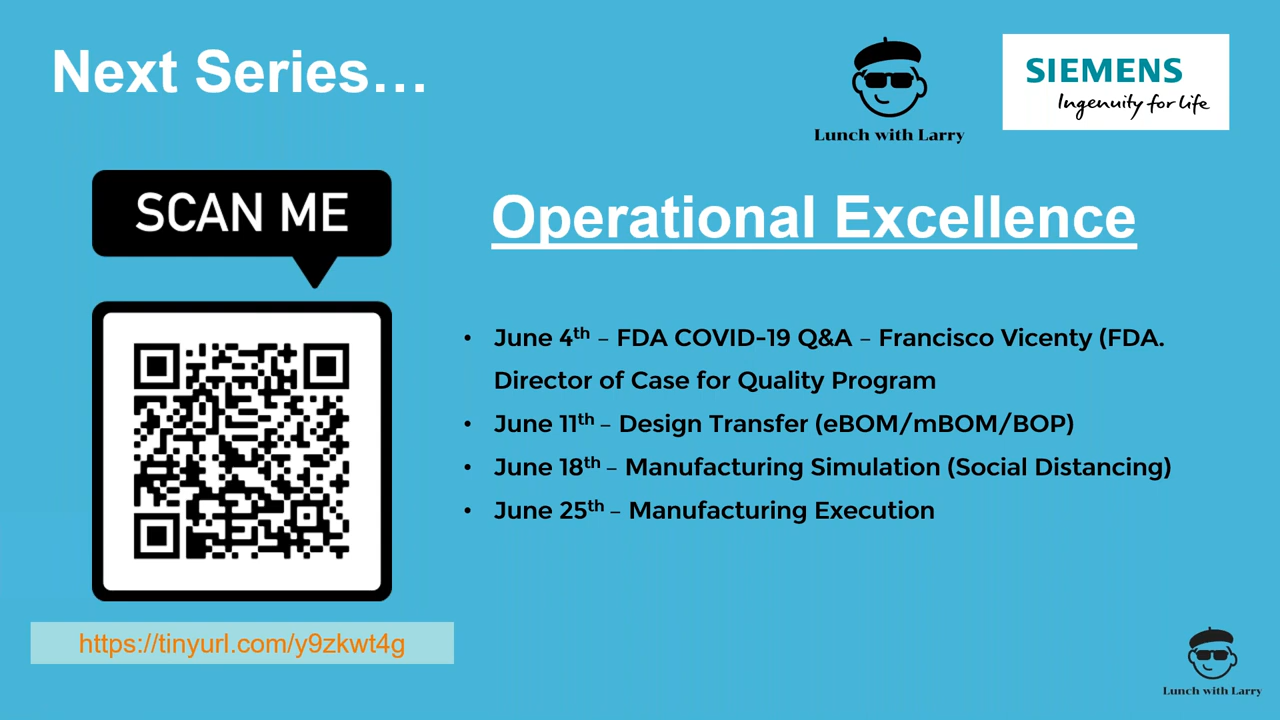 Next Series…
Lunch with Larry
SIEMENS
Ingenuity for life
SCAN ME
Operational Excellence
• June 4th – FDA COVID-19 Q&A – Francisco Vicenty (FDA.
Director of Case for Quality Program
• June 11th – Design Transfer (eBOM/mBOM/BOP)
• June 18th – Manufacturing Simulation (Social Distancing)
• June 25th – Manufacturing Execution
https://tinyurl.com/y9zkwt4g
Lunch with Larry